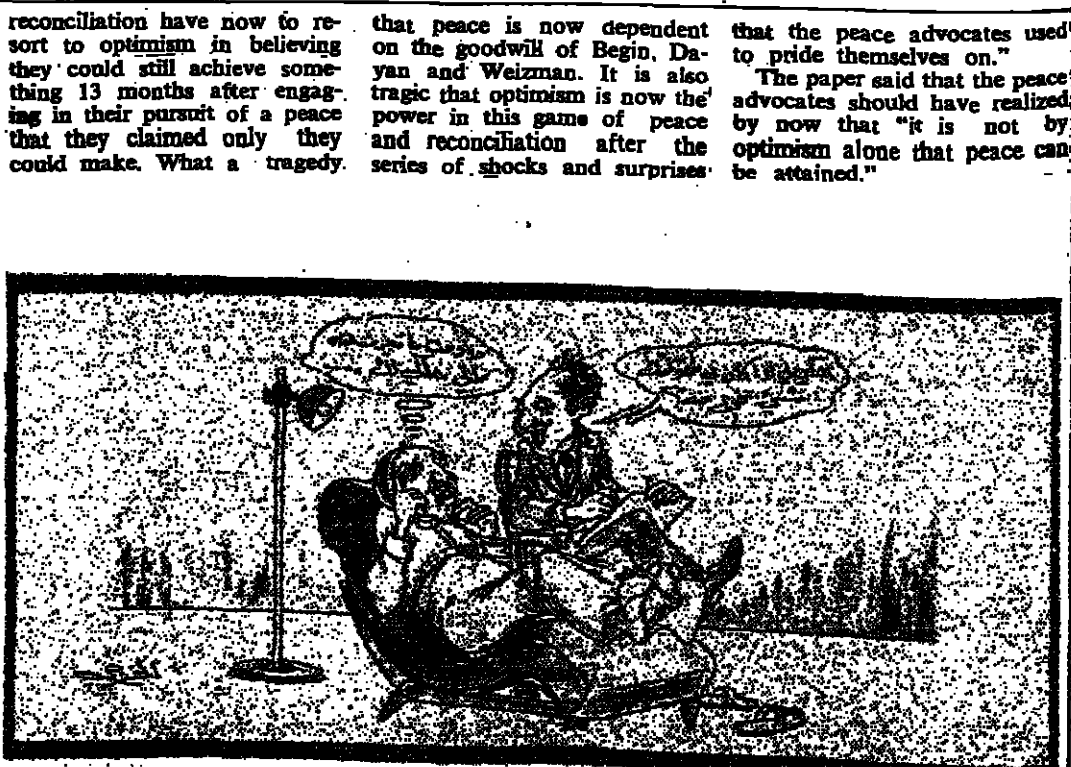 reconciliation have now to re-
sort to optimism in believing
they could still achieve some-
thing 13 months after engag-
ing in their pursuit of a peace
that they claimed only they
could make. What a tragedy.
that peace is now dependent
on the goodwill of Begin, Da-
yan and Weizman. It is also
tragic that optimism is now the
power in this game of peace
and reconciliation after the
series of shocks and surprises
that the peace advocates used
to pride themselves on."
The paper said that the peace
advocates should have realized
by now that "it is not by
optimism alone that peace can
be attained."